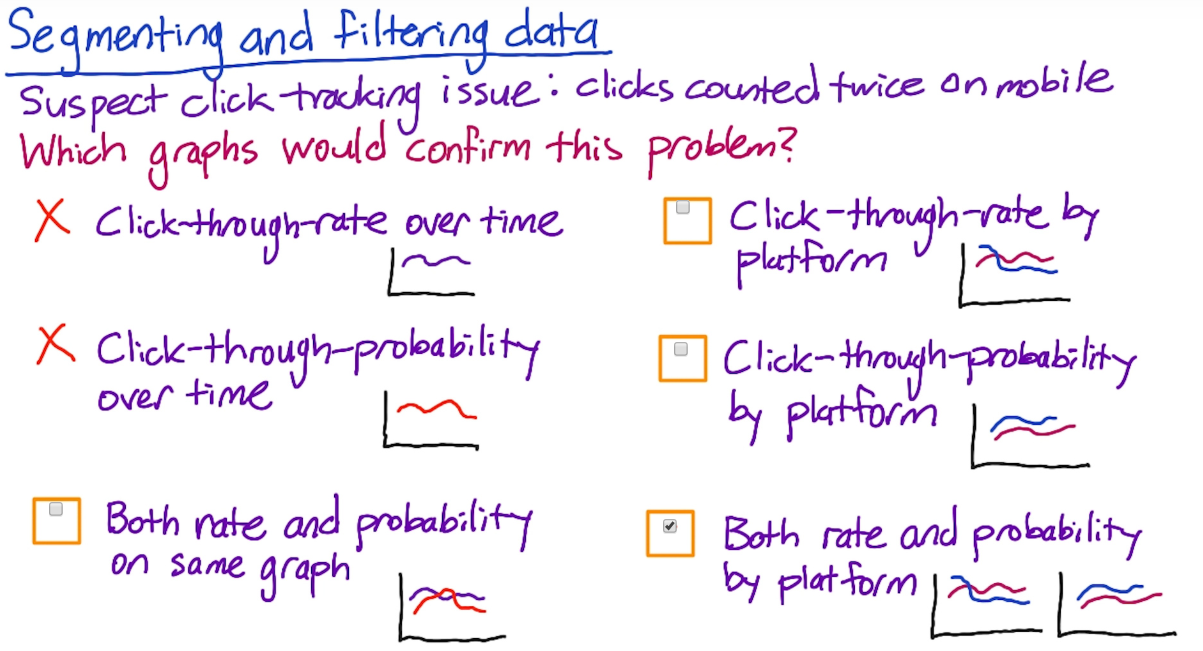 Segmenting and filtering data
Suspect click tracking issue: clicks counted twice on mobile
Which graphs would confirm this problem?
X Click-through-rate over time
Click-through-probability
over time
Both rate and probability
on same graph
Click-through-rate by
platform
Click-through-probability
by platform
Both rate and probability
by platform